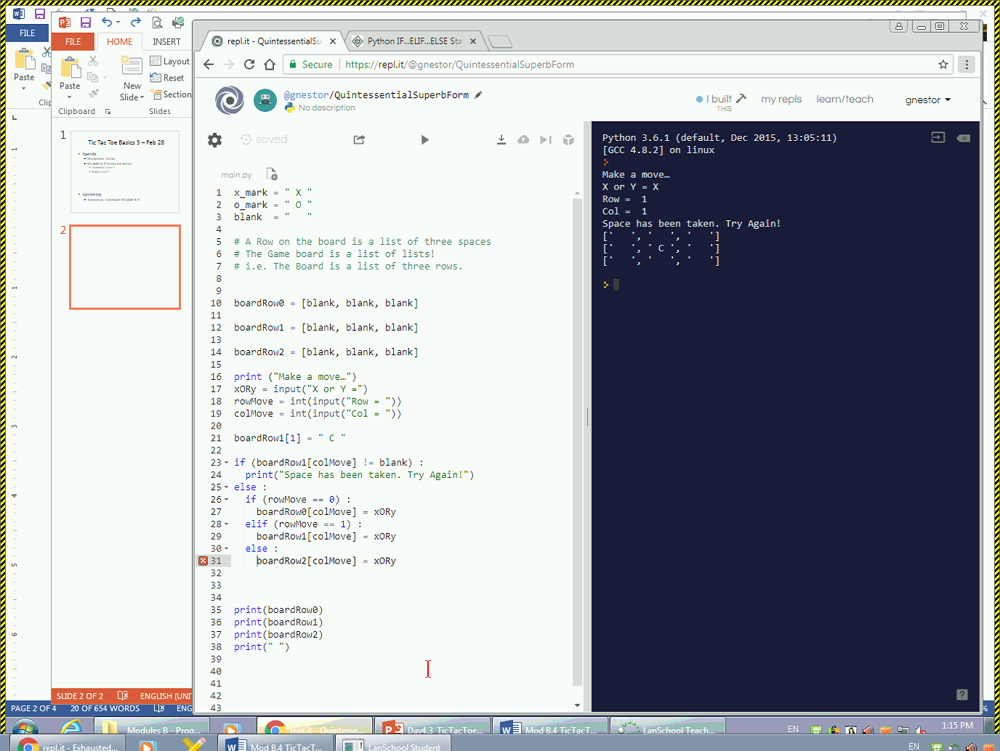 FILE
Paste
Clip
FILE
HOME
INSERT
Paste
New
Slide
Layout
Reset
Section
Clipboard
Slides
1
Tic Tac Toe Basics 3 – Feb 28
Agenda
Upcoming
2
repl.it - QuintessentialSu
Python IF...ELIF...ELSE Sta
Secure
https://repl.it/@gnestor/QuintessentialSuperbForm
@gnestor/QuintessentialSuperbForm
No description
I built
THIS
my repls
learn/teach
gnestor
saved
main.py
1 x_mark = " X "
2 o_mark = " O "
3 blank  = "   "
4
5 # A Row on the board is a list of three spaces
6 # The Game board is a list of lists!
7 # i.e. The Board is a list of three rows.
8
9
10 boardRow0 = [blank, blank, blank]
11
12 boardRow1 = [blank, blank, blank]
13
14 boardRow2 = [blank, blank, blank]
15
16 print ("Make a move…")
17 xORy = input("X or Y =")
18 rowMove = int(input("Row = "))
19 colMove = int(input("Col = "))
20
21 boardRow1[1] = " C "
22
23 if (boardRow1[colMove] != blank) :
24   print("Space has been taken. Try Again!")
25 else :
26   if (rowMove == 0) :
27     boardRow0[colMove] = xORy
28   elif (rowMove == 1) :
29     boardRow1[colMove] = xORy
30   else :
31     boardRow2[colMove] = xORy
32
33
34
35 print(boardRow0)
36 print(boardRow1)
37 print(boardRow2)
38 print(" ")
39
40
41
42
43
Python 3.6.1 (default, Dec 2015, 13:05:11)
[GCC 4.8.2] on linux
>
Make a move…
X or Y = X
Row =  1
Col =  1
Space has been taken. Try Again!
['   ', '   ', '   ']
['   ', ' C ', '   ']
['   ', '   ', '   ']
>
?
SLIDE 2 OF 2
ENGLISH (UNI
PAGE 2 OF 4
20 OF 654 WORDS
ENG
%
Modules B - Prog...
repl.it - Quintesse...
Day4.3 TicTacToe...
Mod B.4 TicTacT...
LanSchool Teach...
EN
1:15 PM
repl.it - Exhausted...
Mod B.4 TicTacT...
LanSchool Student
EN